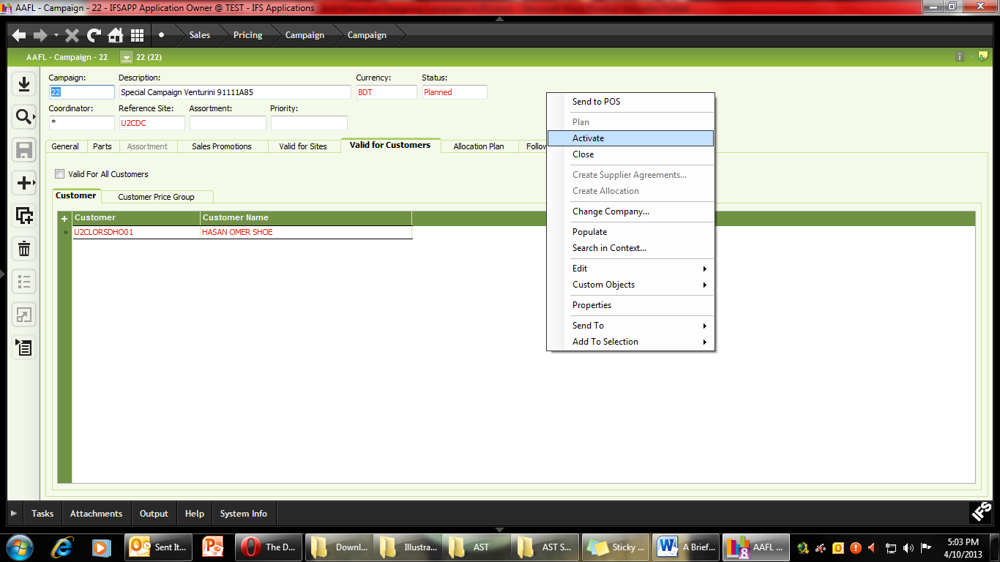 AAFL - Campaign - 22 - IFSAPP Application Owner @ TEST - IFS Applications
Sales Pricing Campaign Campaign
AAFL - Campaign - 22 22 (22)
Campaign: Description: Currency: Status:
22 Special Campaign Venturini 91111A85 BDT Planned
Coordinator: Reference Site: Assortment: Priority:
* U2CDC
General Parts Assortment Sales Promotions Valid for Sites Valid for Customers Allocation Plan Follow
Valid For All Customers
Customer Customer Price Group
Customer Customer Name
U2CLORSDHO01 HASAN OMER SHOE
Send to POS
Plan
Activate
Close
Create Supplier Agreements...
Create Allocation
Change Company...
Populate
Search in Context...
Edit
Custom Objects
Properties
Send To
Add To Selection
Tasks Attachments Output Help System Info
IFS
Sent It... The D... Downl... Illustra... AST AST S... Sticky ... A Brief... AAFL ...
5:03 PM
4/10/2013